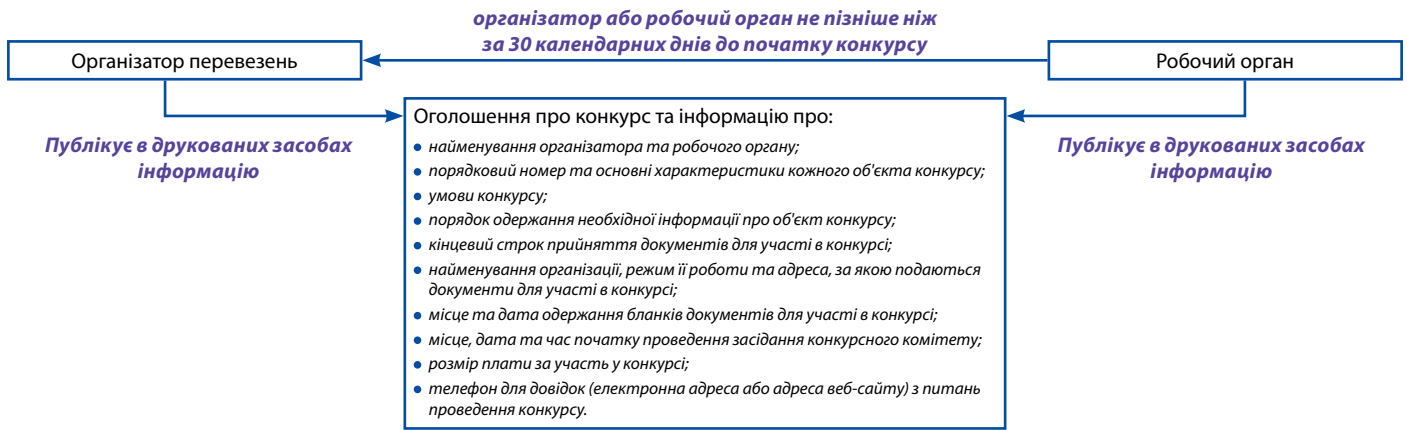 організатор або робочий орган не пізніше ніж
за 30 календарних днів до початку конкурсу
Організатор перевезень
Робочий орган
Публікує в друкованих засобах
інформацію
Оголошення про конкурс та інформацію про:
• найменування організатора та робочого органу;
• порядковий номер та основні характеристики кожного об'єкта конкурсу;
• умови конкурсу;
• порядок одержання необхідної інформації про об'єкт конкурсу;
• кінцевий строк прийняття документів для участі в конкурсі;
• найменування організації, режим її роботи та адреса, за якою подаються
документи для участі в конкурсі;
• місце та дата одержання бланків документів для участі в конкурсі;
• місце, дата та час початку проведення засідання конкурсного комітету;
• розмір плати за участь у конкурсі;
• телефон для довідок (електронна адреса або адреса веб-сайту) з питань
проведення конкурсу.
Публікує в друкованих засобах
інформацію